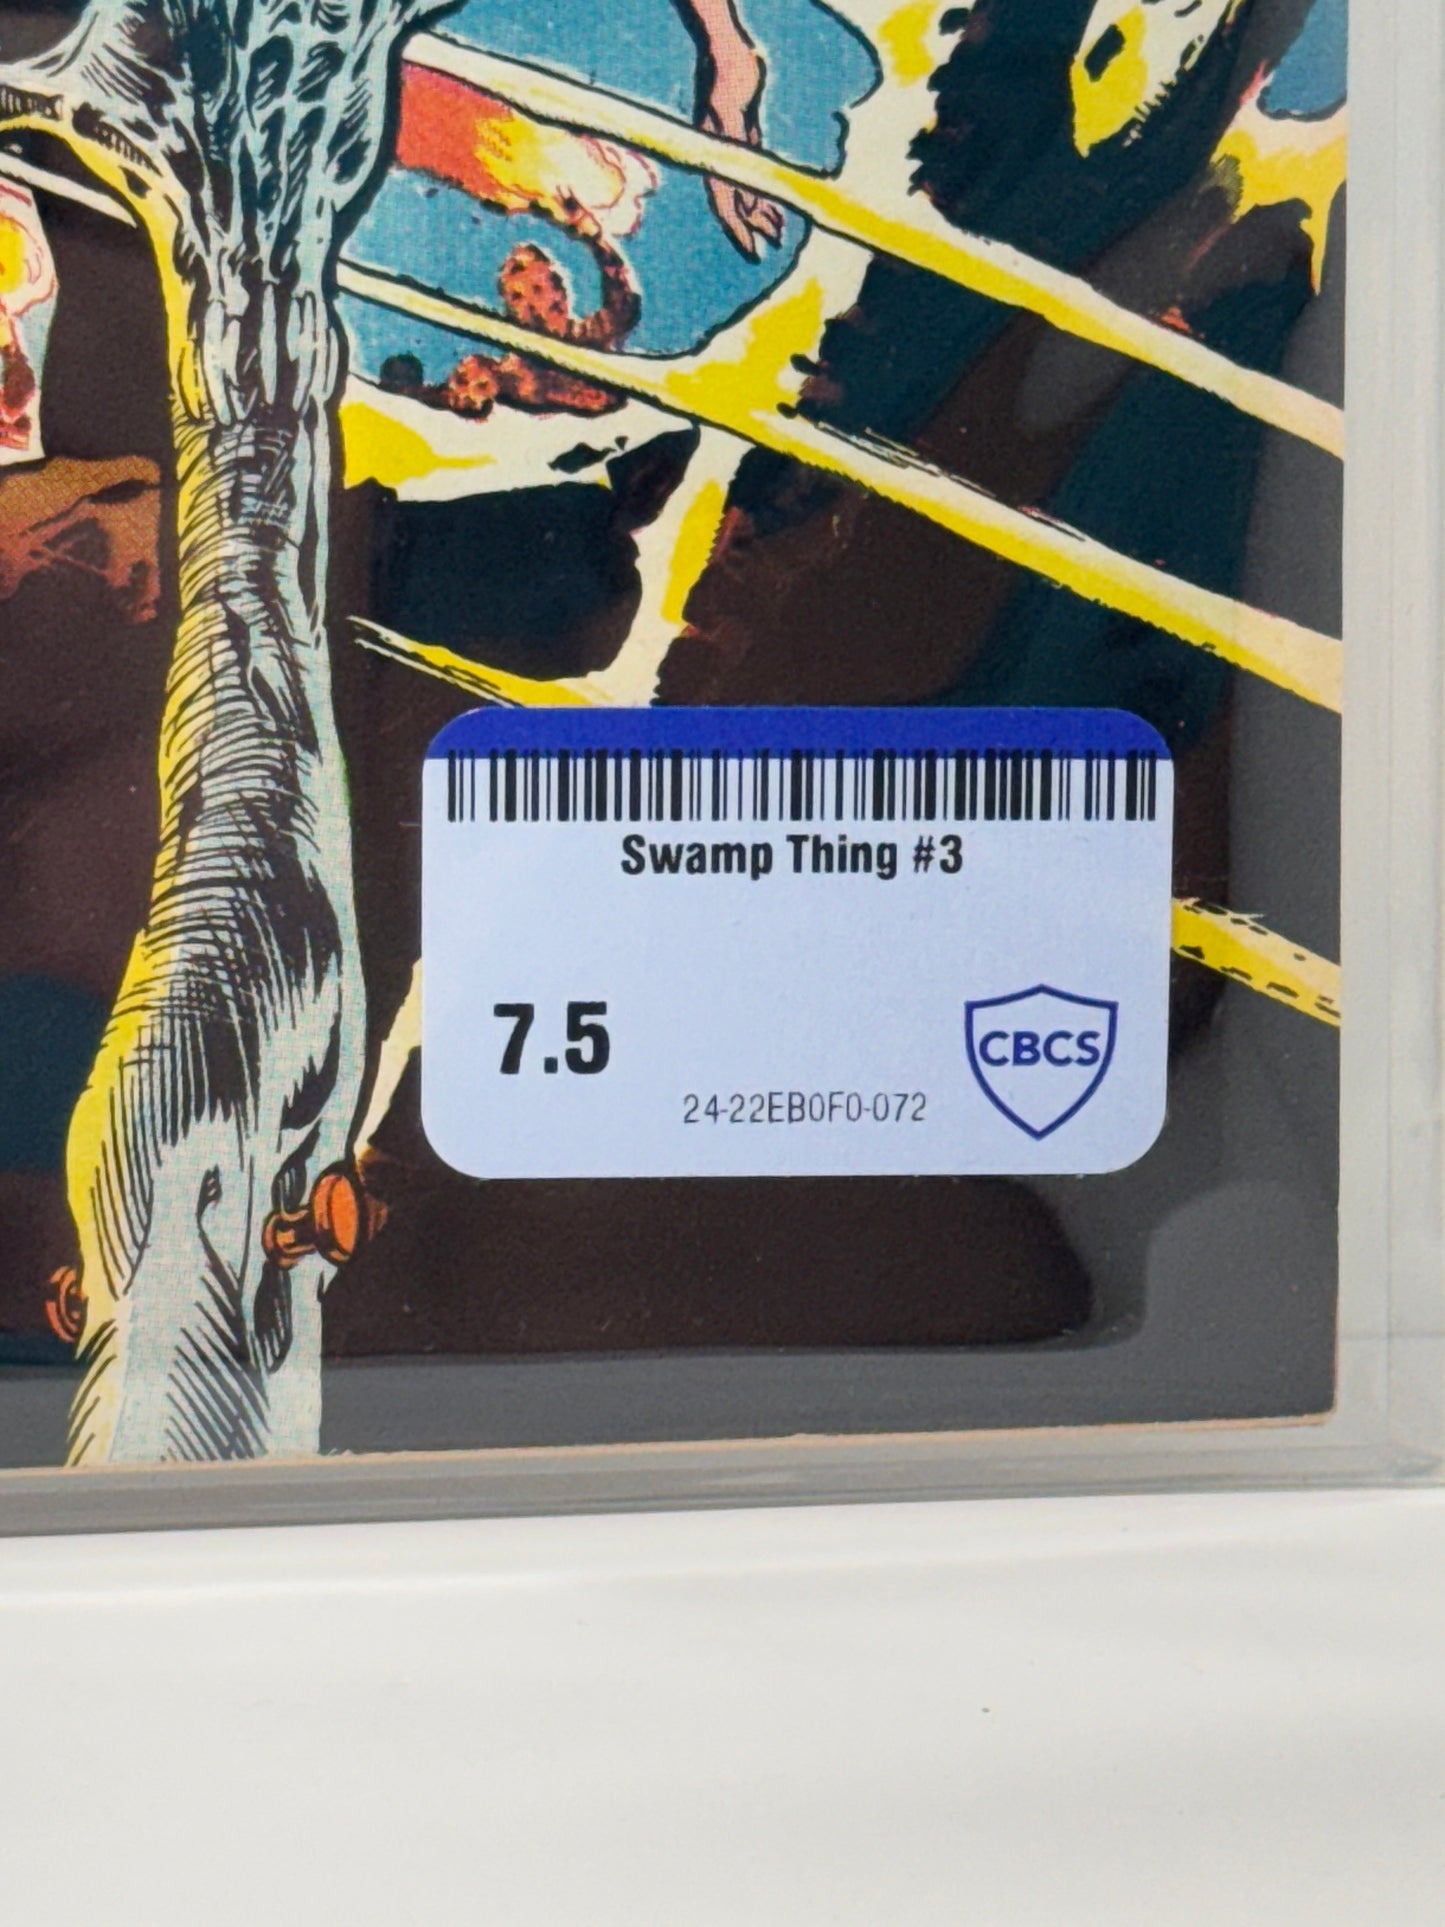 Swamp Thing #3
7.5
CBCS
24-22EB0F0-072